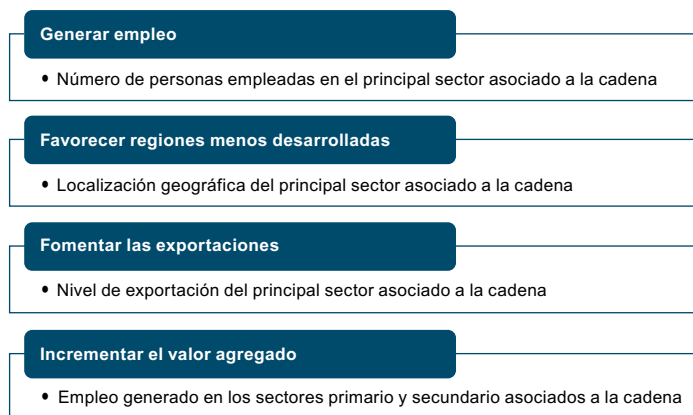 Generar empleo
• Número de personas empleadas en el principal sector asociado a la cadena
Favorecer regiones menos desarrolladas
• Localización geográfica del principal sector asociado a la cadena
Fomentar las exportaciones
• Nivel de exportación del principal sector asociado a la cadena
Incrementar el valor agregado
• Empleo generado en los sectores primario y secundario asociados a la cadena